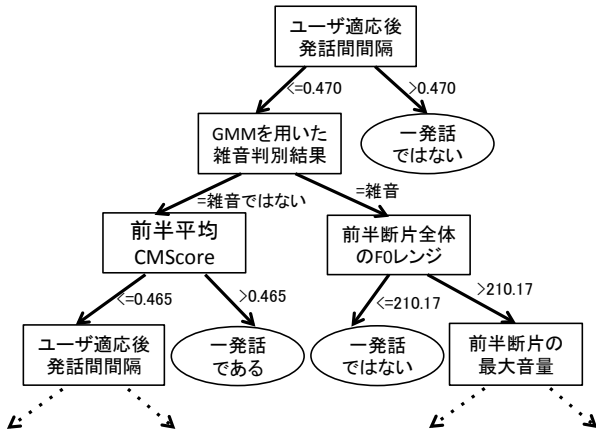 ユーザ適応後
発話間間隔
<=0.470
>0.470
GMMを用いた
雑音判別結果
一発話
ではない
=雑音ではない
=雑音
前半平均
CMScore
前半断片全体
のF0レンジ
<=0.465
>0.465
<=210.17
>210.17
ユーザ適応後
発話間間隔
一発話
である
一発話
ではない
前半断片の
最大音量